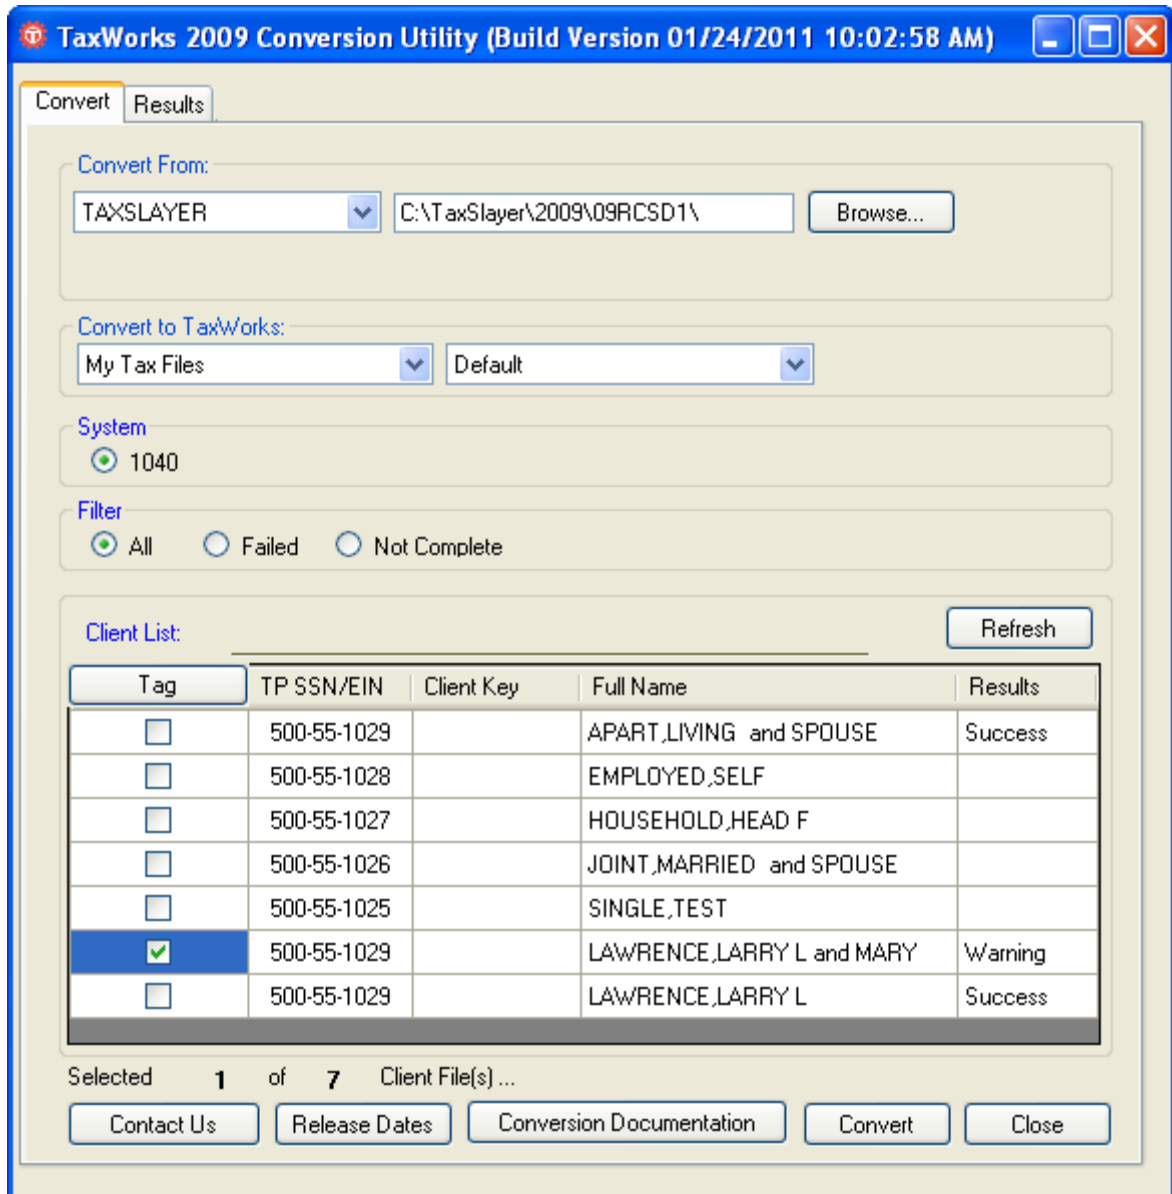 TaxWorks 2009 Conversion Utility (Build Version 01/24/2011 10:02:58 AM)
Convert Results
Convert From:
TAXSLAYER C:\TaxSlayer\2009\09RCSD1\ Browse...
Convert to TaxWorks:
My Tax Files Default
System
1040
Filter
All Failed Not Complete
Client List: Refresh
Tag TP SSN/EIN Client Key Full Name Results
500-55-1029 APART,LIVING and SPOUSE Success
500-55-1028 EMPLOYED,SELF
500-55-1027 HOUSEHOLD,HEAD F
500-55-1026 JOINT,MARRIED and SPOUSE
500-55-1025 SINGLE,TEST
500-55-1029 LAWRENCE,LARRY L and MARY Warning
500-55-1029 LAWRENCE,LARRY L Success
Selected 1 of 7 Client File(s) ...
Contact Us Release Dates Conversion Documentation Convert Close